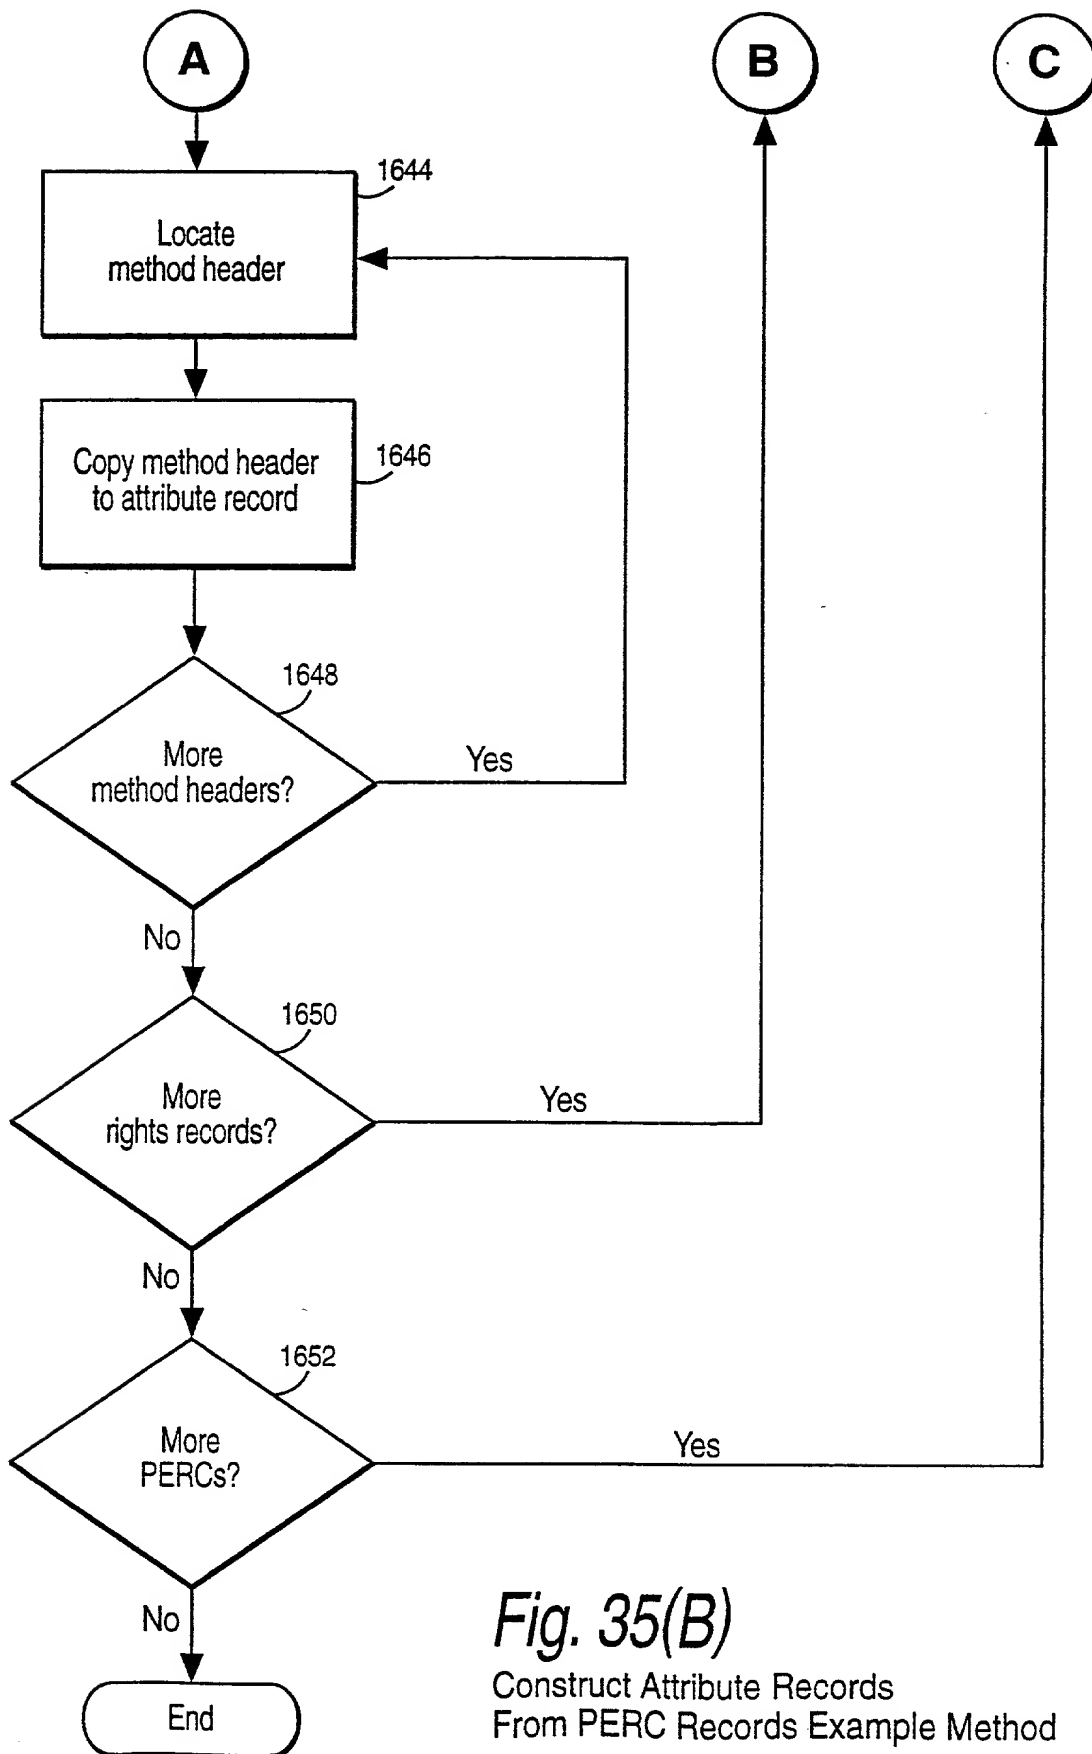 A
B
C
1644
Locate
method header
1646
Copy method header
to attribute record
1648
More
method headers?
Yes
No
1650
More
rights records?
Yes
No
1652
More
PERCs?
Yes
No
End
Fig. 35(B)
Construct Attribute Records
From PERC Records Example Method